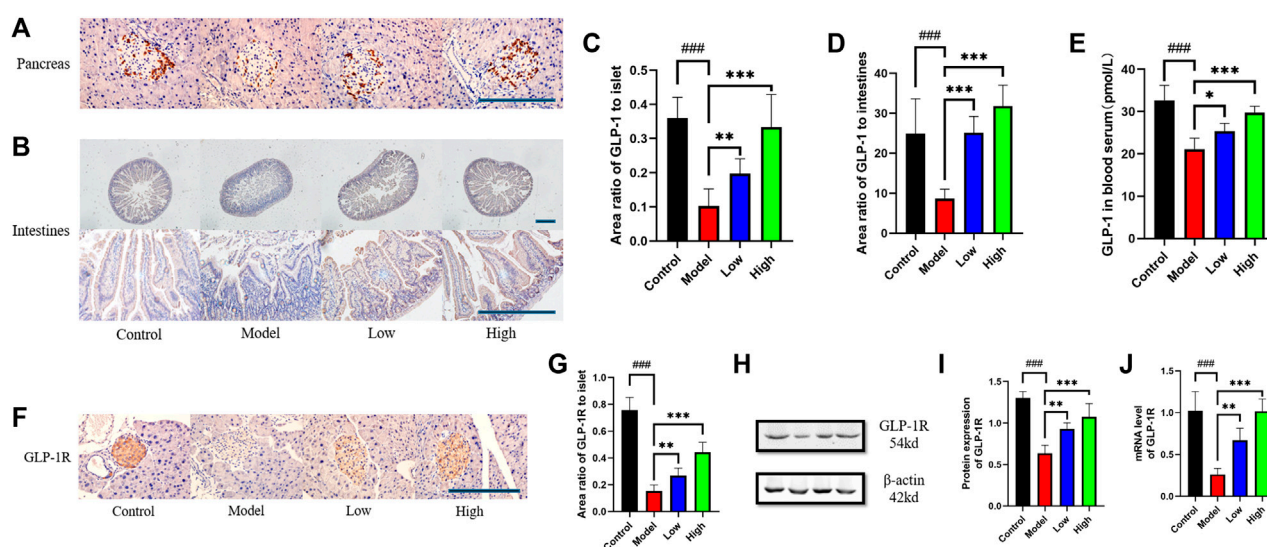 A
Pancreas
B
Intestines
Control
Model
Low
High
C
Area ratio of GLP-1 to islet
0.5
0.4
0.3
0.2
0.1
0.0
###
***
**
Control
Model
Low
High
D
Area ratio of GLP-1 to intestines
40
30
20
10
0
###
***
***
Control
Model
Low
High
E
GLP-1 in blood serum(pmol/L)
40
30
20
10
0
###
***
*
Control
Model
Low
High
F
GLP-1R
Control
Model
Low
High
G
Area ratio of GLP-1R to islet
1.0
0.8
0.6
0.4
0.2
0.0
###
***
**
Control
Model
Low
High
H
GLP-1R
54kd
β-actin
42kd
I
Protein expression
of GLP-1R
1.5
1.0
0.5
0.0
###
***
**
Control
Model
Low
High
J
mRNA level
of GLP-1R
1.5
1.0
0.5
0.0
###
***
**
Control
Model
Low
High